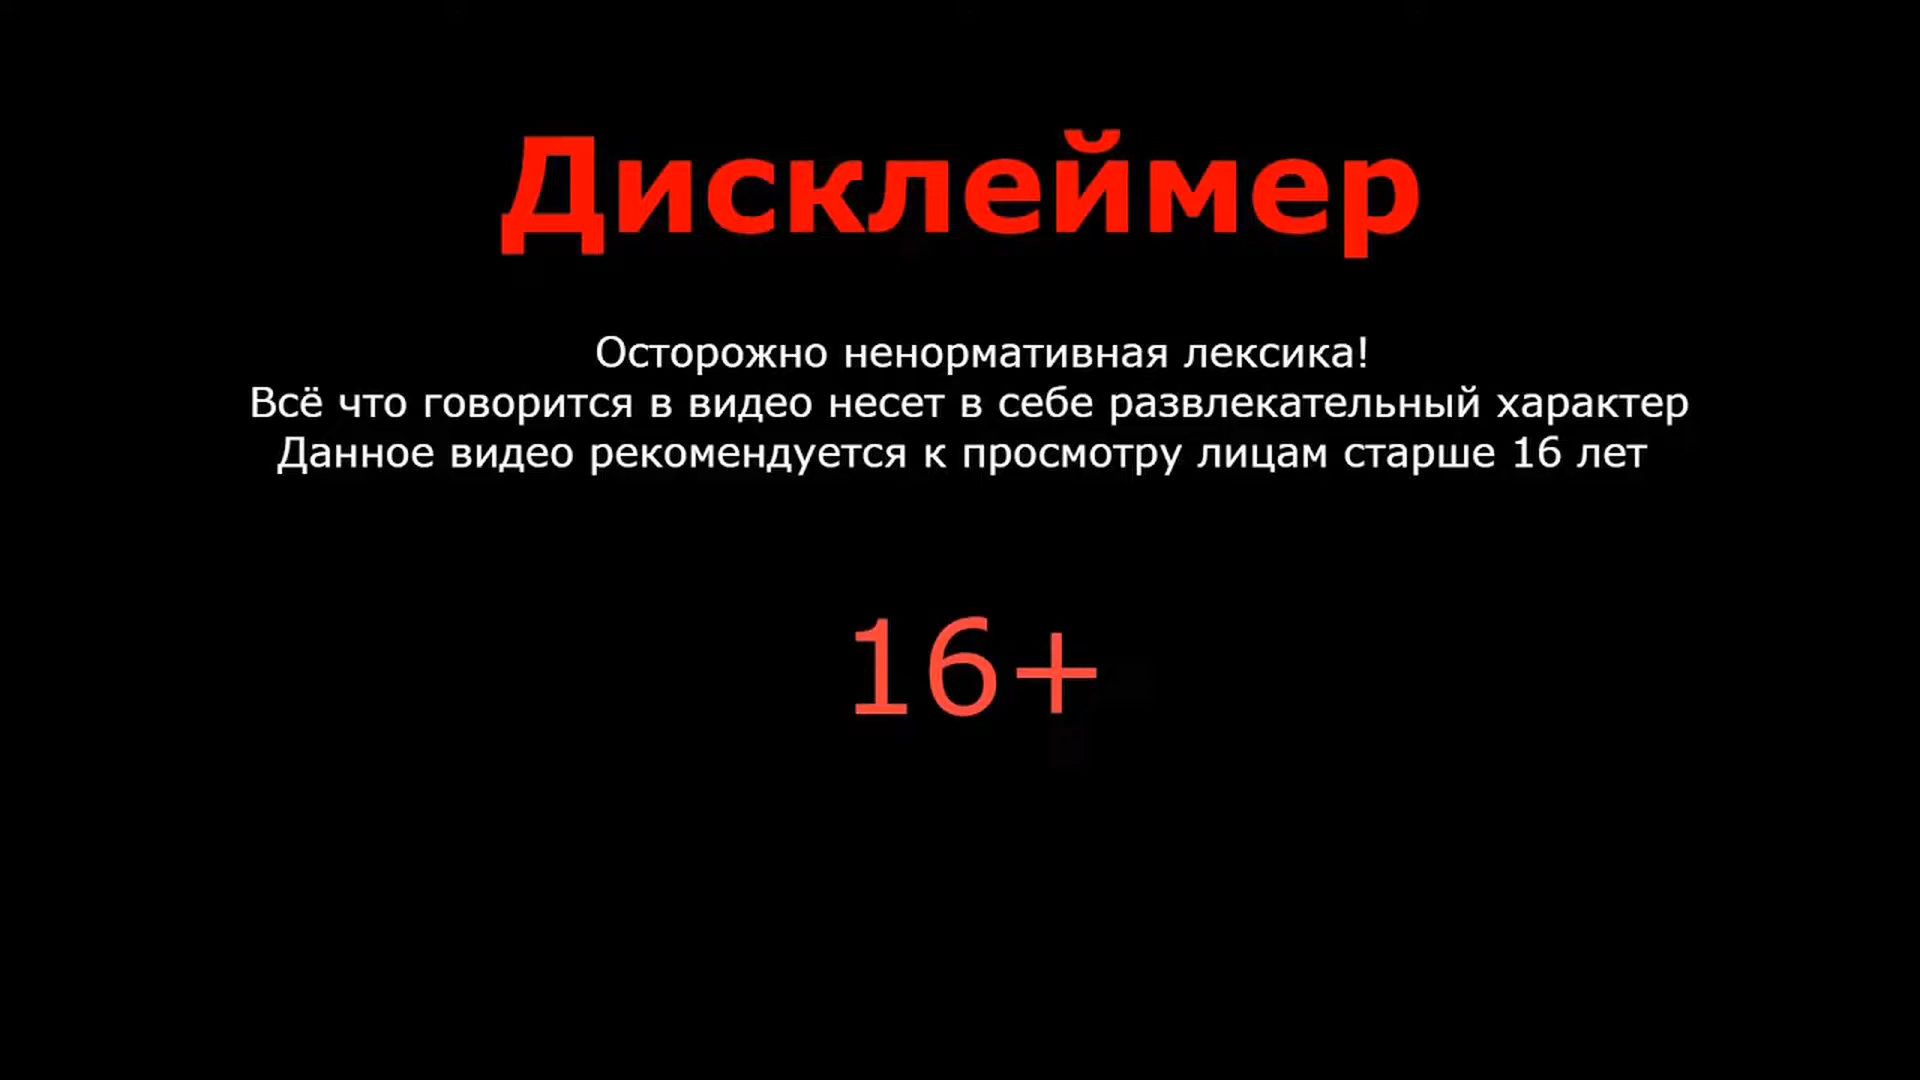 Дисклеймер
Осторожно ненормативная лексика!
Всё что говорится в видео несет в себе развлекательный характер
Данное видео рекомендуется к просмотру лицам старше 16 лет
16+